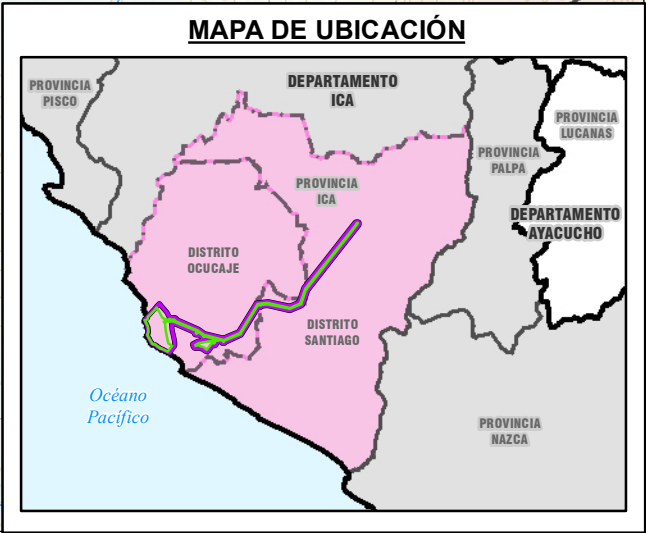 MAPA DE UBICACIÓN
PROVINCIA
PISCO
DEPARTAMENTO
ICA
PROVINCIA
LUCANAS
PROVINCIA
PALPA
PROVINCIA
ICA
DEPARTAMENTO
AYACUCHO
DISTRITO
OCUCAJE
DISTRITO
SANTIAGO
Océano
Pacífico
PROVINCIA
NAZCA